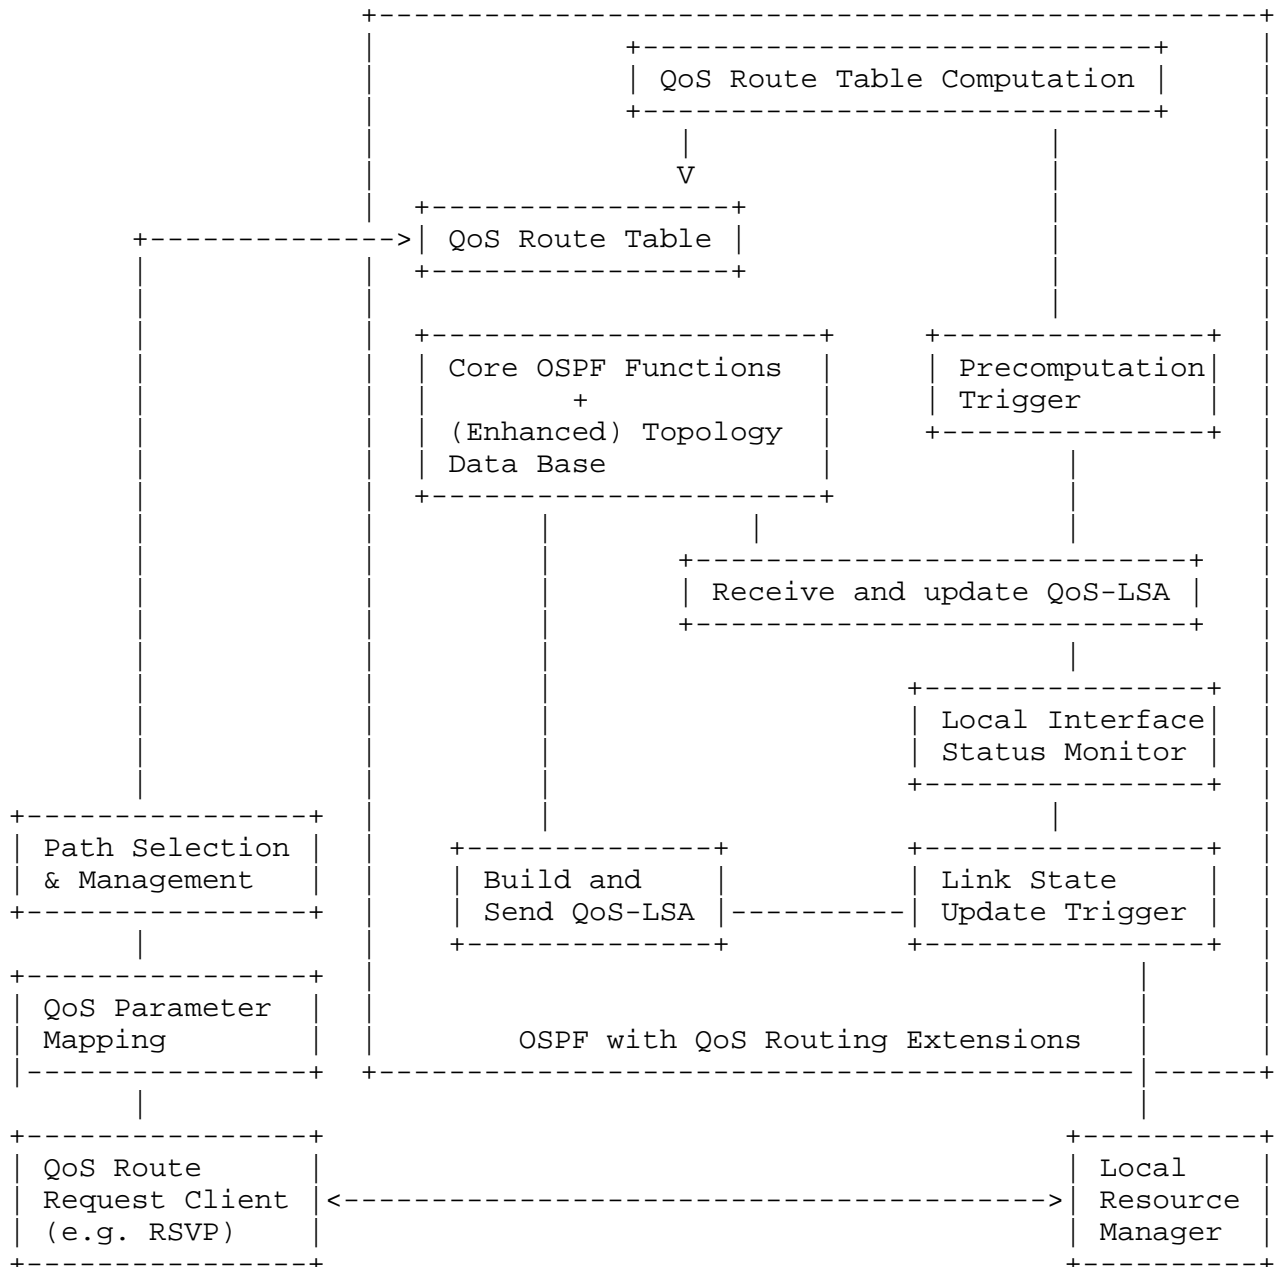 QoS Route Table Computation
V
QoS Route Table
Core OSPF Functions
+
(Enhanced) Topology
Data Base
Precomputation
Trigger
Receive and update QoS-LSA
Local Interface
Status Monitor
Path Selection
& Management
Build and
Send QoS-LSA
Link State
Update Trigger
QoS Parameter
Mapping
OSPF with QoS Routing Extensions
QoS Route
Request Client
(e.g. RSVP)
Local
Resource
Manager